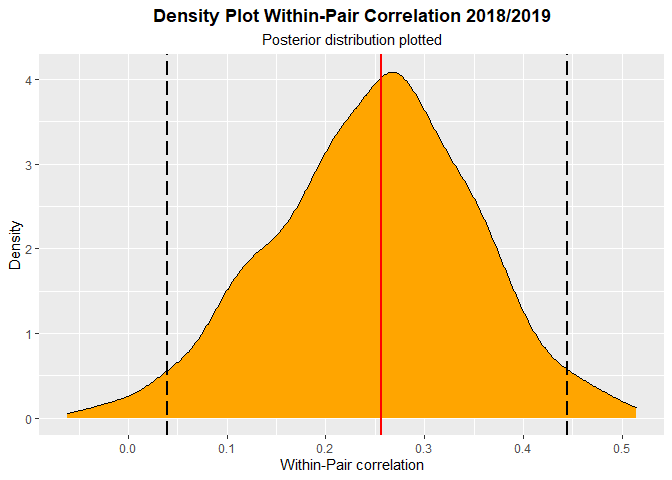 Density Plot Within-Pair Correlation 2018/2019
Posterior distribution plotted
Density
4
3
2
1
0
0.0 0.1 0.2 0.3 0.4 0.5
Within-Pair correlation